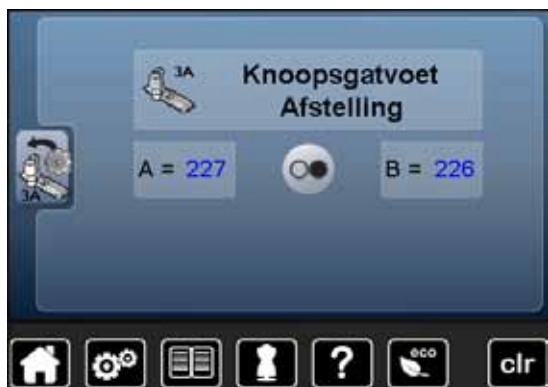 3A
Knoopsgatvoet
Afstelling
A = 227
B = 226
3A
?
eco
clr